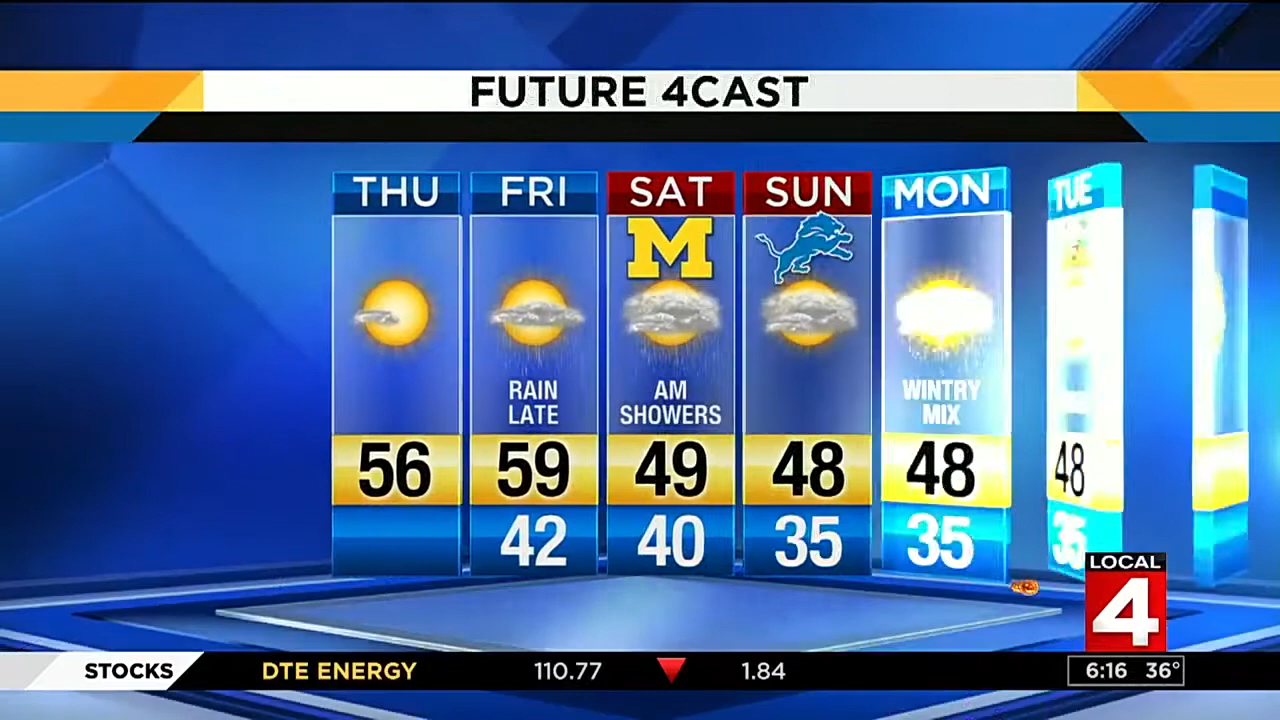 FUTURE 4CAST
THU FRI SAT SUN MON TUE
M
RAIN LATE
AM SHOWERS
WINTRY MIX
56 59 49 48 48 48
42 40 35 35 35
LOCAL
4
STOCKS DTE ENERGY 110.77 1.84 6:16 36°